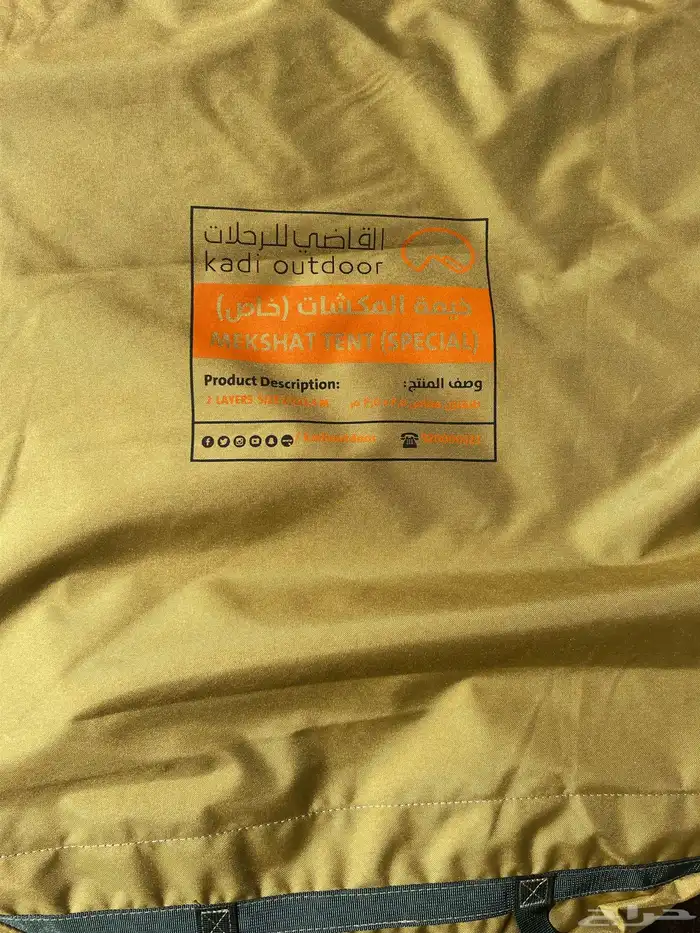 القاضي للرحلات
kadi outdoor
خيمة المكشات (خاص)
MEKSHAT TENT (SPECIAL)
Product Description: وصف المنتج:
2 LAYERS
حراج